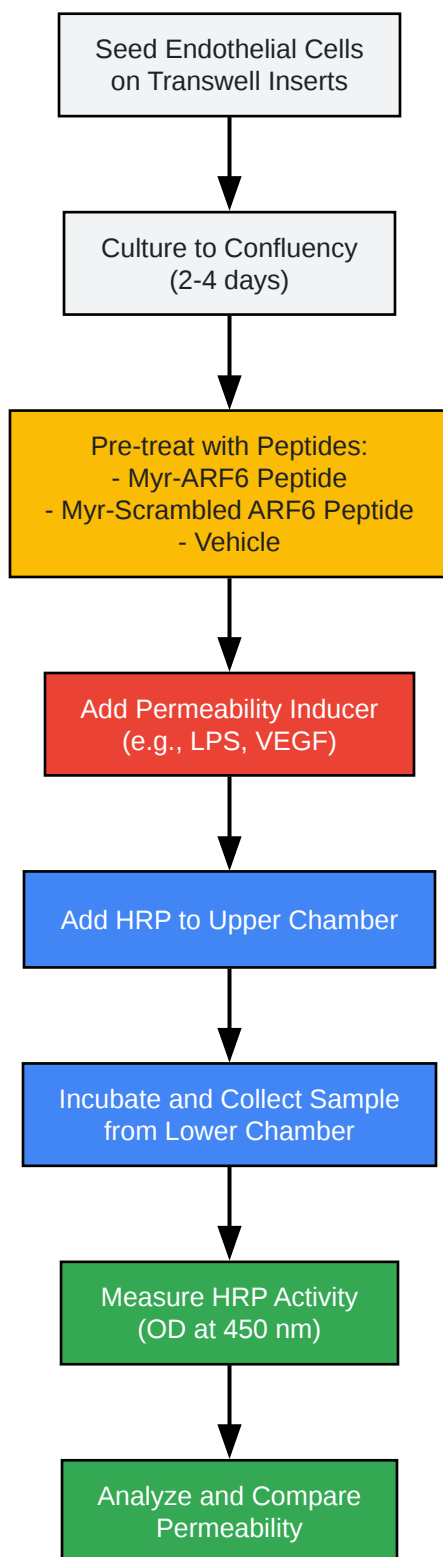 Seed Endothelial Cells
on Transwell Inserts
Culture to Confluency
(2-4 days)
Pre-treat with Peptides:
- Myr-ARF6 Peptide
- Myr-Scrambled ARF6 Peptide
- Vehicle
Add Permeability Inducer
(e.g., LPS, VEGF)
Add HRP to Upper Chamber
Incubate and Collect Sample
from Lower Chamber
Measure HRP Activity
(OD at 450 nm)
Analyze and Compare
Permeability